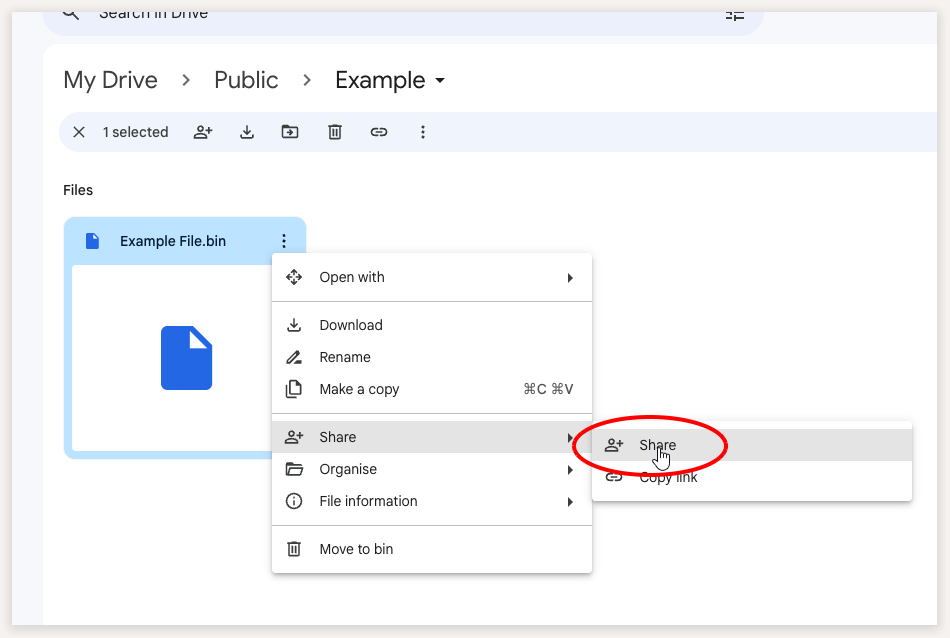 Search in Drive
My Drive > Public > Example
1 selected
Files
Example File.bin
Open with
Download
Rename
Make a copy ⌘C ⌘V
Share
Organise
File information
Move to bin
Share
Copy link